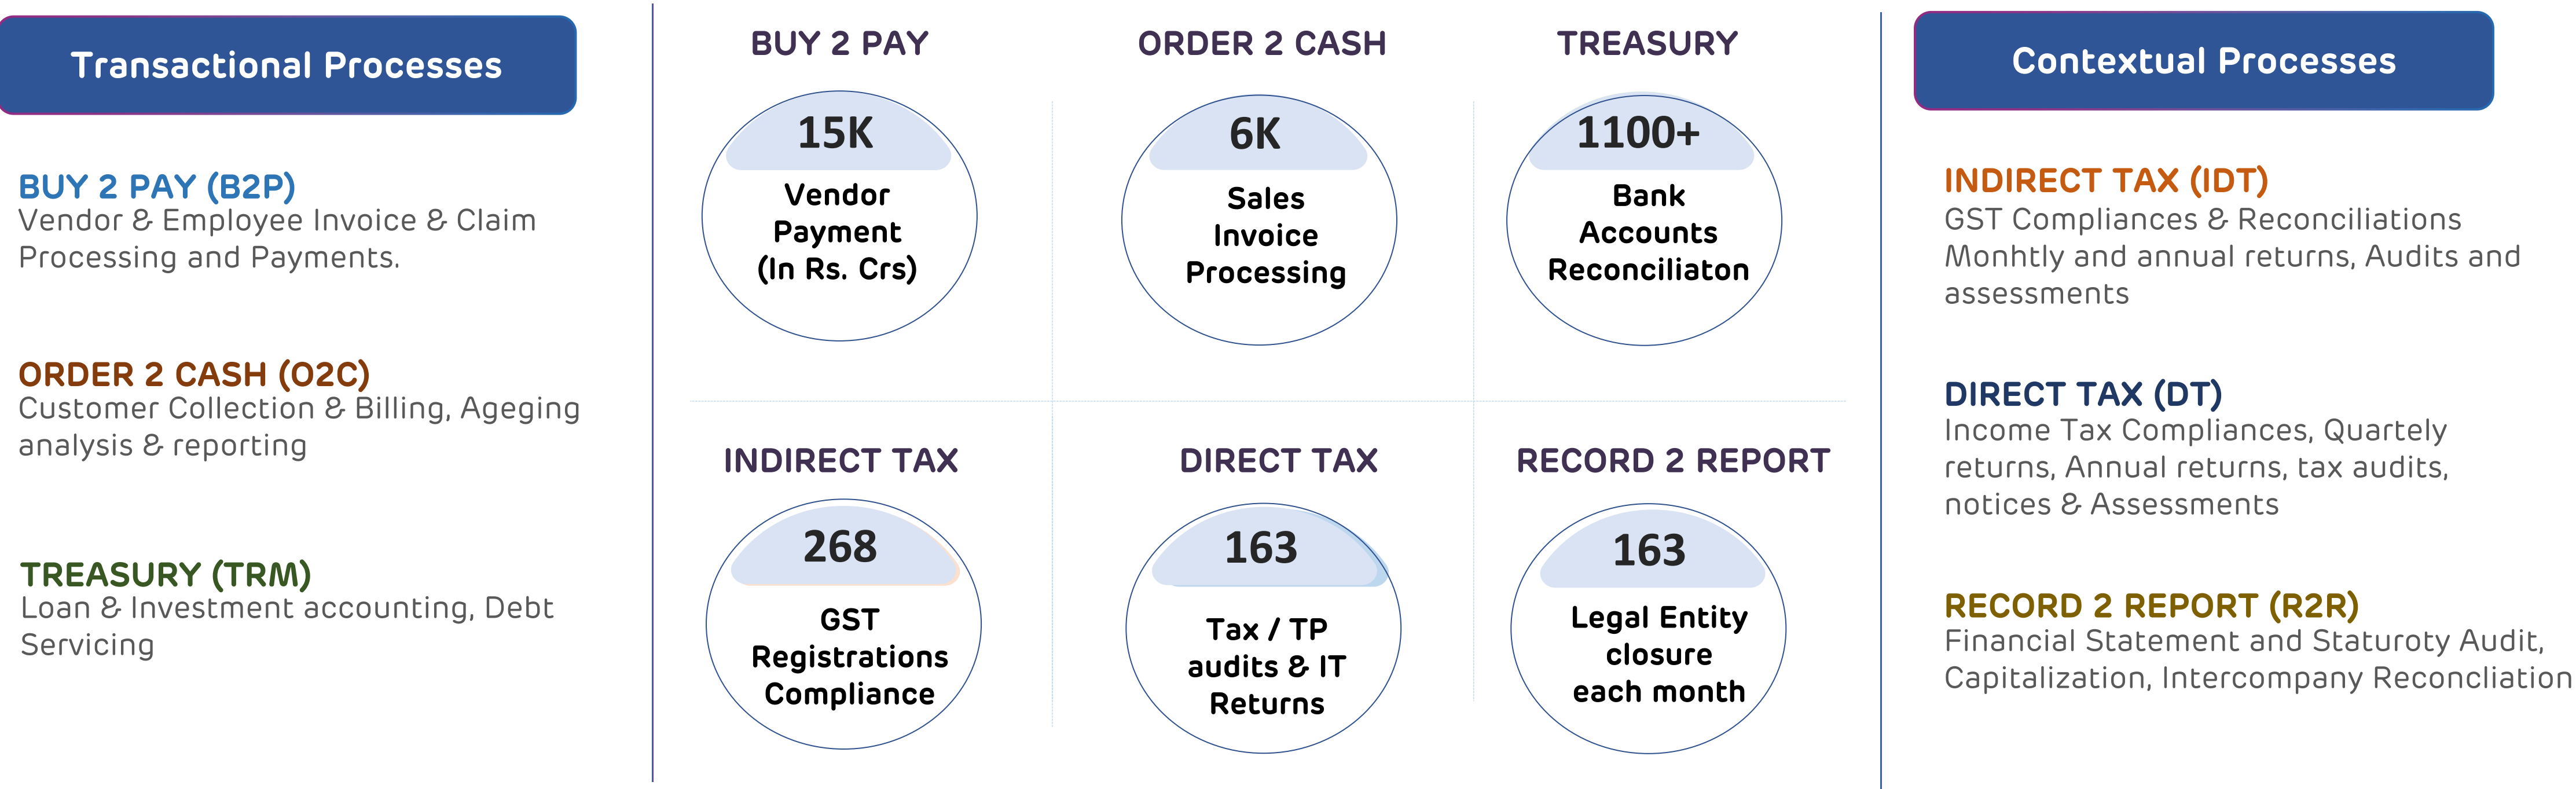 Transactional Processes
BUY 2 PAY (B2P)
Vendor & Employee Invoice & Claim
Processing and Payments.
ORDER 2 CASH (O2C)
Customer Collection & Billing, Ageging
analysis & reporting
TREASURY (TRM)
Loan & Investment accounting, Debt
Servicing
BUY 2 PAY
15K
Vendor
Payment
(In Rs. Crs)
ORDER 2 CASH
6K
Sales
Invoice
Processing
TREASURY
1100+
Bank
Accounts
Reconciliaton
INDIRECT TAX
268
GST
Registrations
Compliance
DIRECT TAX
163
Tax / TP
audits & IT
Returns
RECORD 2 REPORT
163
Legal Entity
closure
each month
Contextual Processes
INDIRECT TAX (IDT)
GST Compliances & Reconciliations
Monhtly and annual returns, Audits and
assessments
DIRECT TAX (DT)
Income Tax Compliances, Quartely
returns, Annual returns, tax audits,
notices & Assessments
RECORD 2 REPORT (R2R)
Financial Statement and Staturoty Audit,
Capitalization, Intercompany Reconcliation